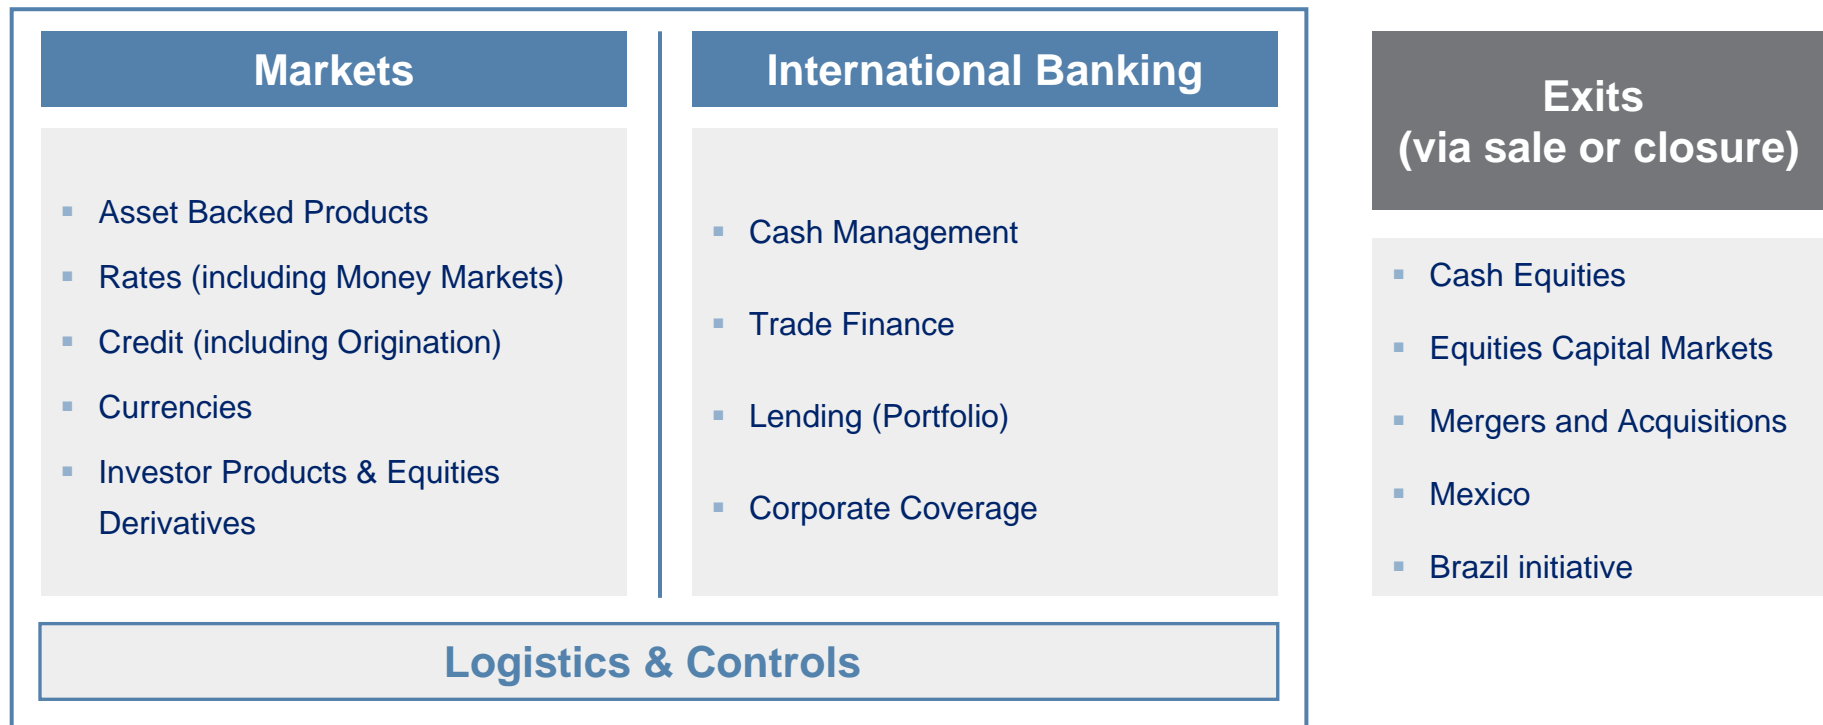 Markets
Asset Backed Products
Rates (including Money Markets)
Credit (including Origination)
Currencies
Investor Products & Equities
Derivatives
International Banking
Cash Management
Trade Finance
Lending (Portfolio)
Corporate Coverage
Logistics & Controls
Exits
(via sale or closure)
Cash Equities
Equities Capital Markets
Mergers and Acquisitions
Mexico
Brazil initiative